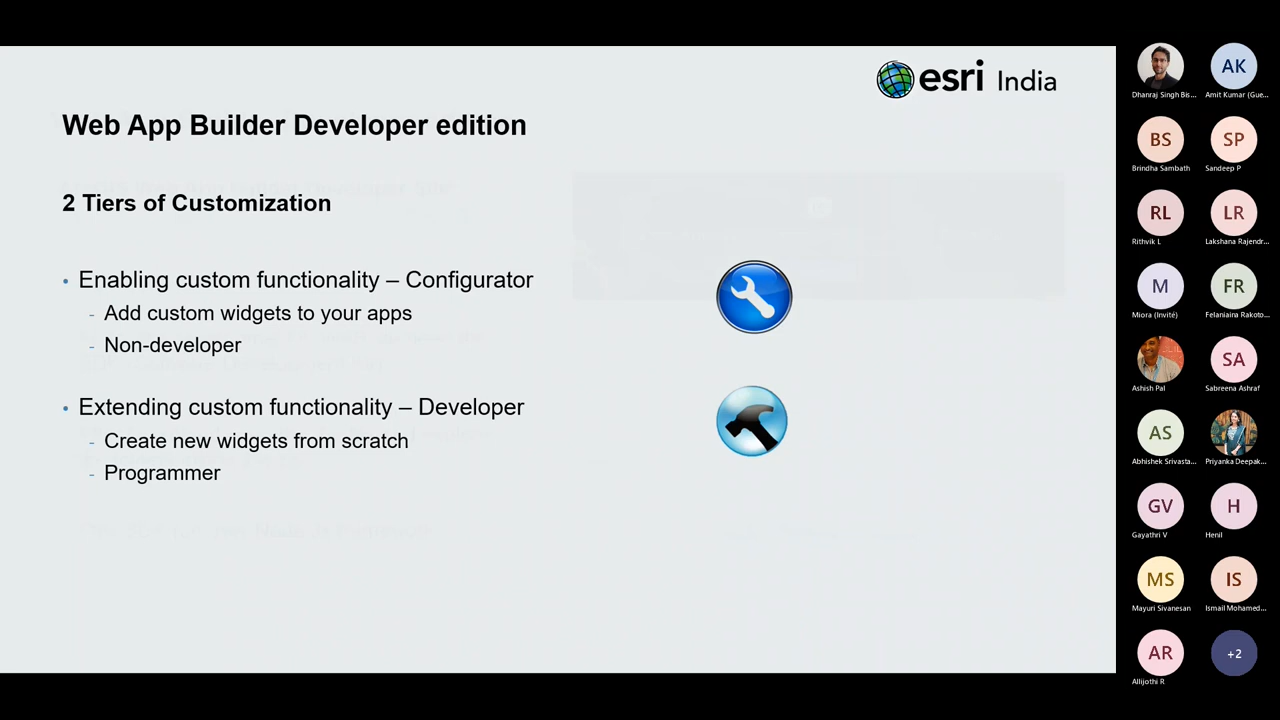 esri India
Web App Builder Developer edition
2 Tiers of Customization
• Enabling custom functionality – Configurator
- Add custom widgets to your apps
- Non-developer
• Extending custom functionality – Developer
- Create new widgets from scratch
- Programmer
AK
Dhanraj Singh Bis... Amit Kumar (Gue...
BS SP
Brindha Sambath Sandeep P
RL LR
Rithvik L Lakshana Rajendr...
M FR
Miora (Invité) Felaniaina Rakoto...
SA
Ashish Pal Sabreena Ashraf
AS
Abhishek Srivasta... Priyanka Deepak...
GV H
Gayathri V Henil
MS IS
Mayuri Sivanesan Ismail Mohamed...
AR +2
Allijothi R